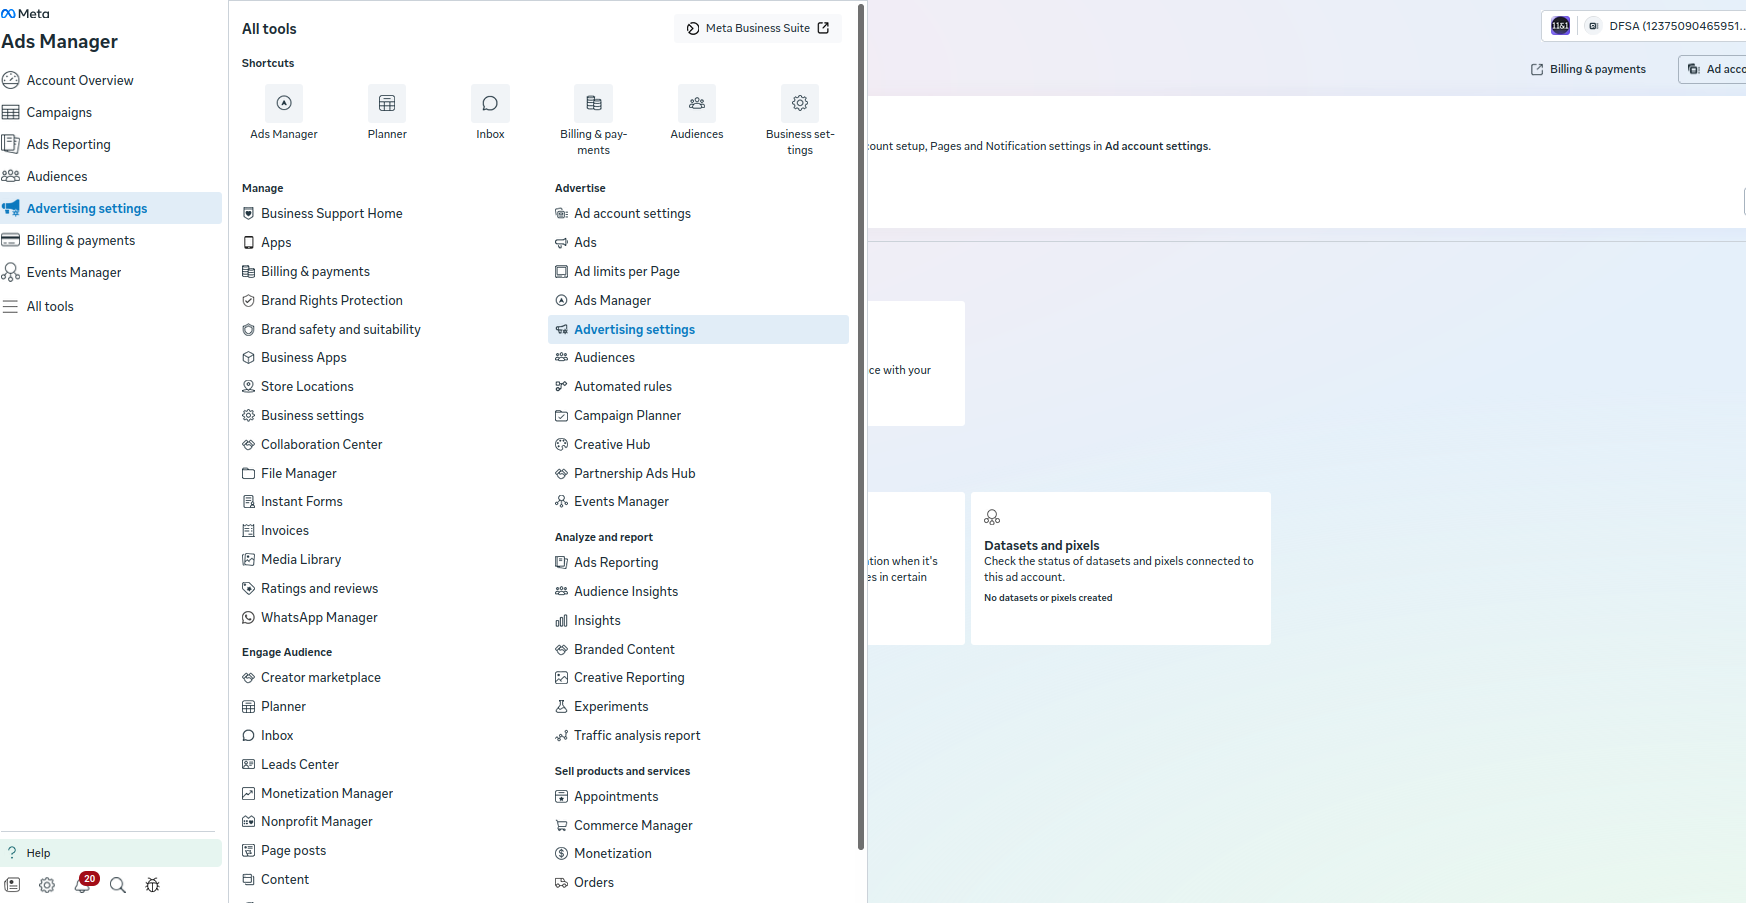 Meta
Ads Manager
Account Overview
Campaigns
Ads Reporting
Audiences
Advertising settings
Billing & payments
Events Manager
All tools
Help
20
All tools
Meta Business Suite
Shortcuts
Ads Manager
Planner
Inbox
Billing & pay-
ments
Audiences
Business set-
tings
Manage
Business Support Home
Apps
Billing & payments
Brand Rights Protection
Brand safety and suitability
Business Apps
Store Locations
Business settings
Collaboration Center
File Manager
Instant Forms
Invoices
Media Library
Ratings and reviews
WhatsApp Manager
Engage Audience
Creator marketplace
Planner
Inbox
Leads Center
Monetization Manager
Nonprofit Manager
Page posts
Content
Advertise
Ad account settings
Ads
Ad limits per Page
Ads Manager
Advertising settings
Audiences
Automated rules
Campaign Planner
Creative Hub
Partnership Ads Hub
Events Manager
Analyze and report
Ads Reporting
Audience Insights
Insights
Branded Content
Creative Reporting
Experiments
Traffic analysis report
Sell products and services
Appointments
Commerce Manager
Monetization
Orders
DFSA (12375090465951...
Billing & payments
Ad acco
count setup, Pages and Notification settings in Ad account settings.
ce with your
tion when it's
es in certain
Datasets and pixels
Check the status of datasets and pixels connected to
this ad account.
No datasets or pixels created